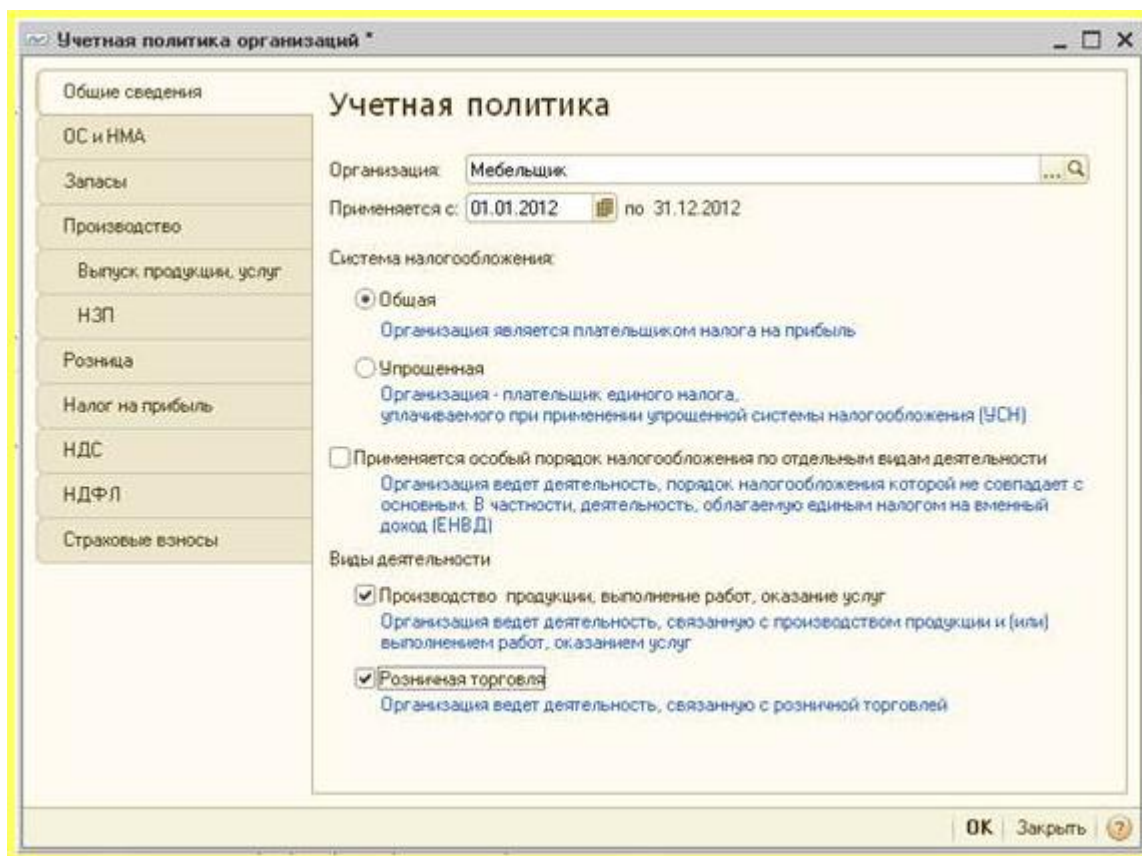 Учетная политика организаций *
Общие сведения
ОС и НМА
Запасы
Производство
Выпуск продукции, услуг
НЗП
Розница
Налог на прибыль
НДС
НДФЛ
Страховые взносы
Учетная политика
Организация: Мебельщик ...
Применяется с: 01.01.2012 по 31.12.2012
Система налогообложения:
Общая
Организация является плательщиком налога на прибыль
Упрощенная
Организация - плательщик единого налога,
уплачиваемого при применении упрощенной системы налогообложения (УСН)
Применяется особый порядок налогообложения по отдельным видам деятельности
Организация ведет деятельность, порядок налогообложения которой не совпадает с
основным. В частности, деятельность, облагаемую единым налогом на вмененный
доход (ЕНВД)
Виды деятельности
Производство продукции, выполнение работ, оказание услуг
Организация ведет деятельность, связанную с производством продукции и (или)
выполнением работ, оказанием услуг
Розничная торговля
Организация ведет деятельность, связанную с розничной торговлей
OK Закрыть ?